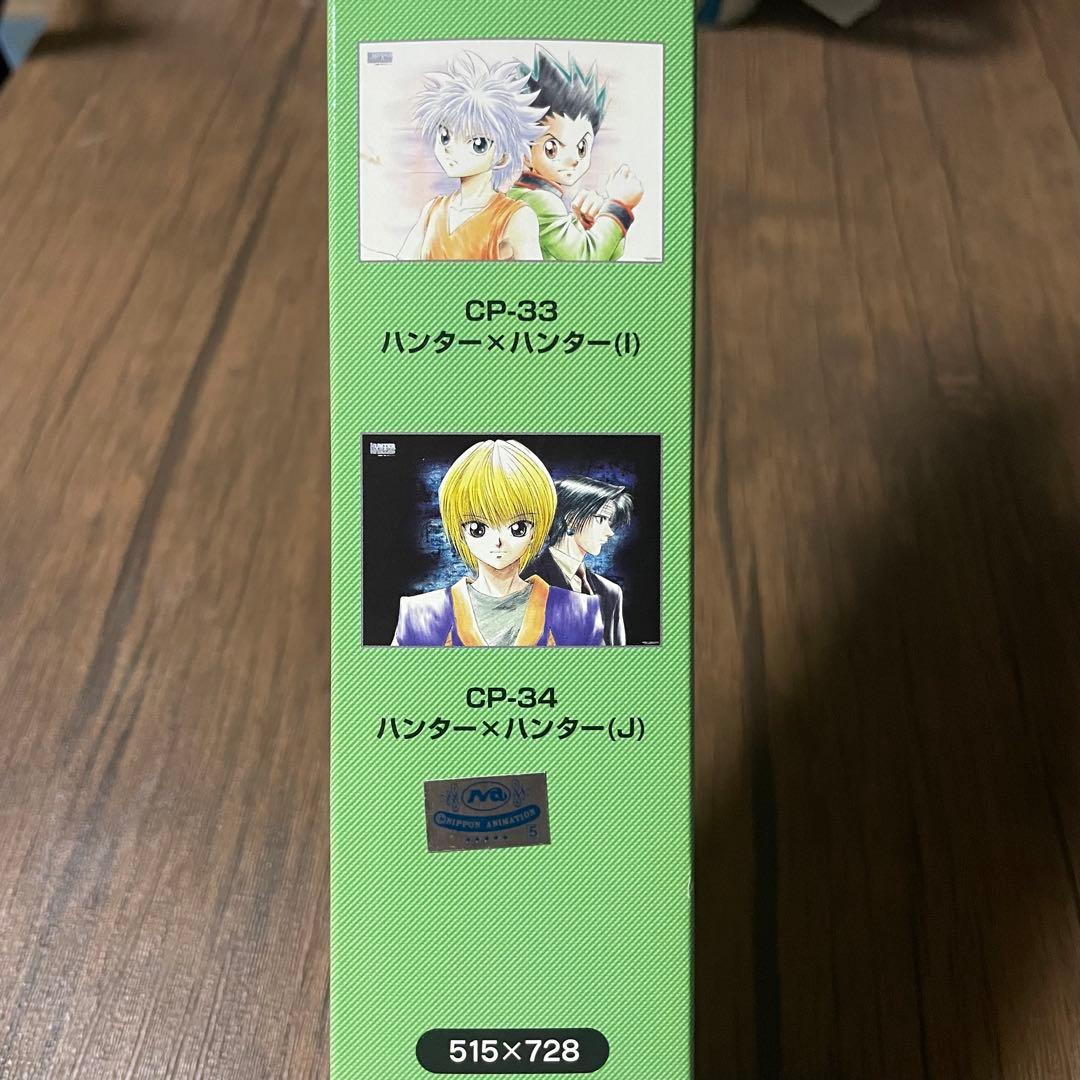 CP-33
ハンター×ハンター(I)
CP-34
ハンター×ハンター(J)
©NIPPON ANIMATION
5
515×728